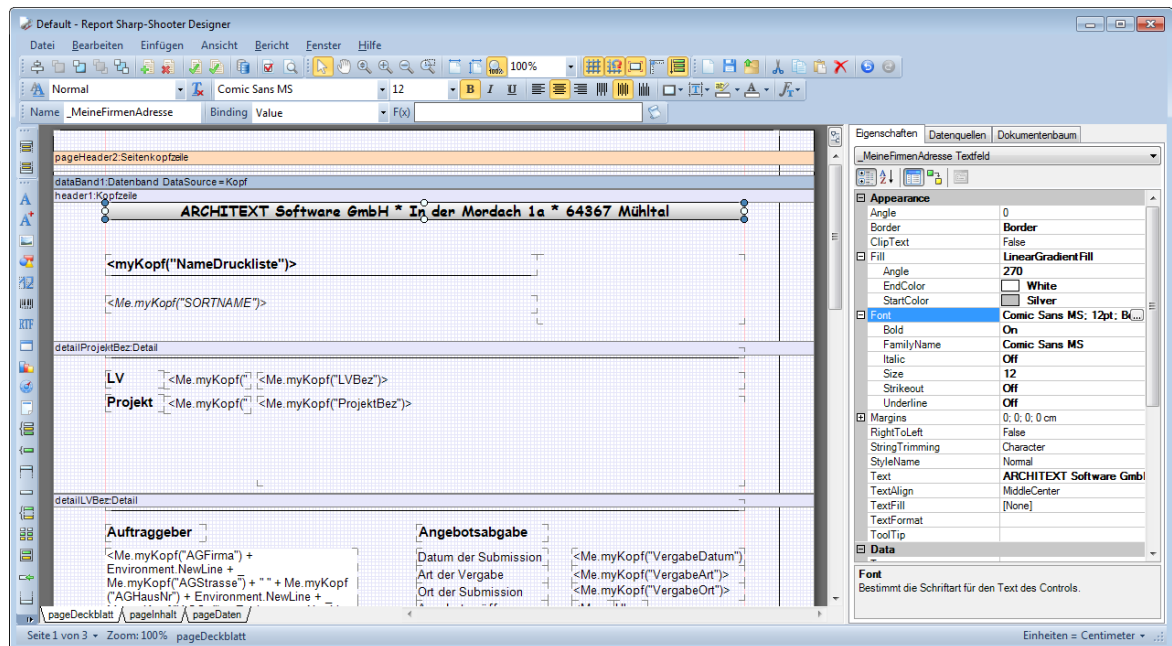 Default - Report Sharp-Shooter Designer
Datei Bearbeiten Einfügen Ansicht Bericht Fenster Hilfe
100%
Normal Comic Sans MS 12 B I U
Name _MeineFirmenAdresse Binding Value F(x)
pageHeader2:Seitenkopfzeile
dataBand1:Datenband DataSource=Kopf
header1:Kopfzeile
ARCHITEXT Software GmbH * In der Mordach 1a * 64367 Mühltal
<myKopf("NameDruckliste")>
<Me.myKopf("SORTNAME")>
detailProjektBez:Detail
LV <Me.myKopf(" <Me.myKopf("LVBez")>
Projekt <Me.myKopf(" <Me.myKopf("ProjektBez")>
detailLVBez:Detail
Auftraggeber Angebotsabgabe
<Me.myKopf("AGFirma") +
Environment.NewLine + _
Me.myKopf("AGStrasse") + " " + Me.myKopf
("AGHausNr") + Environment.NewLine + _
Datum der Submission <Me.myKopf("VergabeDatum")
Art der Vergabe <Me.myKopf("VergabeArt")>
Ort der Submission <Me.myKopf("VergabeOrt")>
pageDeckblatt pageInhalt pageDaten
Seite 1 von 3 Zoom: 100% pageDeckblatt Einheiten = Centimeter
Eigenschaften Datenquellen Dokumentenbaum
_MeineFirmenAdresse Textfeld
Appearance
Angle 0
Border Border
ClipText False
Fill LinearGradientFill
Angle 270
EndColor White
StartColor Silver
Font Comic Sans MS; 12pt; B
Bold On
FamilyName Comic Sans MS
Italic Off
Size 12
Strikeout Off
Underline Off
Margins 0; 0; 0; 0 cm
RightToLeft False
StringTrimming Character
StyleName Normal
Text ARCHITEXT Software Gmb
TextAlign MiddleCenter
TextFill [None]
TextFormat
ToolTip
Data
Font
Bestimmt die Schriftart für den Text des Controls.